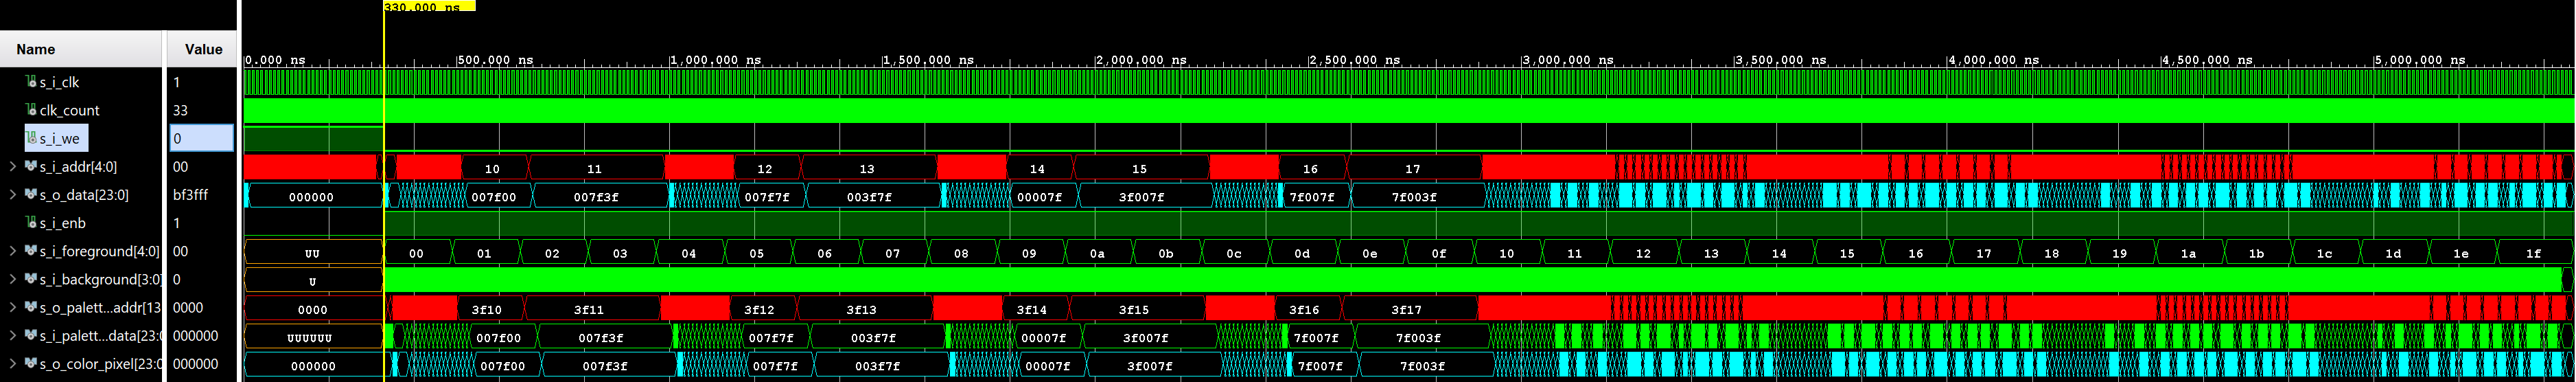 330.000 ns
Name Value
0.000 ns 500.000 ns 1,000.000 ns 1,500.000 ns 2,000.000 ns 2,500.000 ns 3,000.000 ns 3,500.000 ns 4,000.000 ns 4,500.000 ns 5,000.000 ns
s_i_clk 1
clk_count 33
s_i_we 0
s_i_addr[4:0] 00 10 11 12 13 14 15 16 17
s_o_data[23:0] bf3fff 000000 007f00 007f3f 007f7f 003f7f 00007f 3f007f 7f007f 7f003f
s_i_enb 1
s_i_foreground[4:0] 00 UU 00 01 02 03 04 05 06 07 08 09 0a 0b 0c 0d 0e 0f 10 11 12 13 14 15 16 17 18 19 1a 1b 1c 1d 1e 1f
s_i_background[3:0] 0 U
s_o_palett...addr[13 0000 0000 3f10 3f11 3f12 3f13 3f14 3f15 3f16 3f17
s_i_palett...data[23:0 000000 UUUUUU 007f00 007f3f 007f7f 003f7f 00007f 3f007f 7f007f 7f003f
s_o_color_pixel[23:0 000000 000000 007f00 007f3f 007f7f 003f7f 00007f 3f007f 7f007f 7f003f